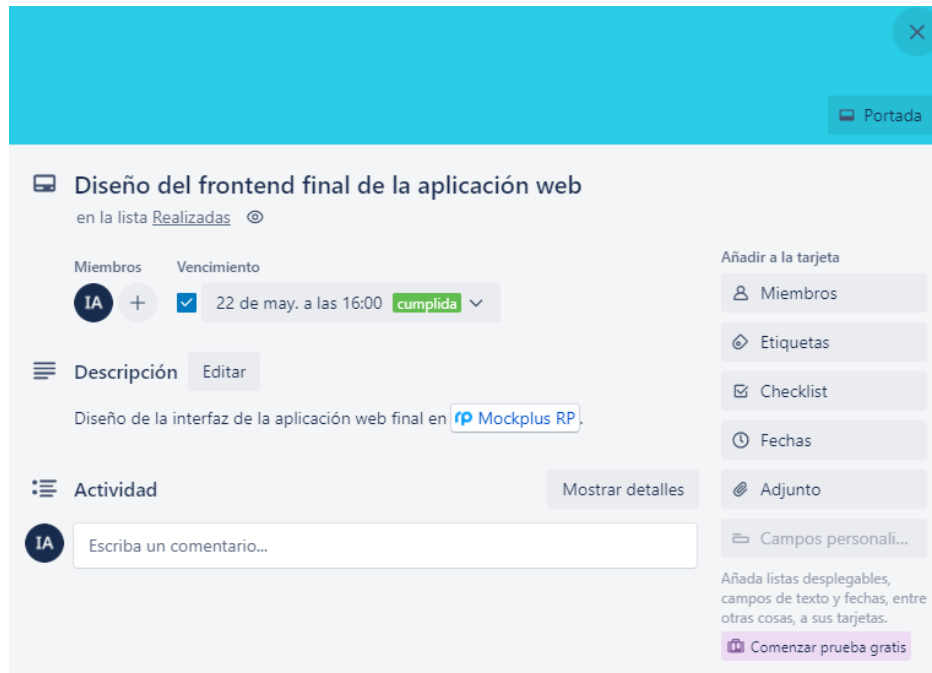 Portada
Diseño del frontend final de la aplicación web
en la lista Realizadas
Miembros Vencimiento
IA + 22 de may. a las 16:00 cumplida
Descripción Editar
Diseño de la interfaz de la aplicación web final en rp Mockplus RP.
Actividad Mostrar detalles
IA Escriba un comentario...
Añadir a la tarjeta
Miembros
Etiquetas
Checklist
Fechas
Adjunto
Campos personali...
Añada listas desplegables,
campos de texto y fechas, entre
otras cosas, a sus tarjetas.
Comenzar prueba gratis